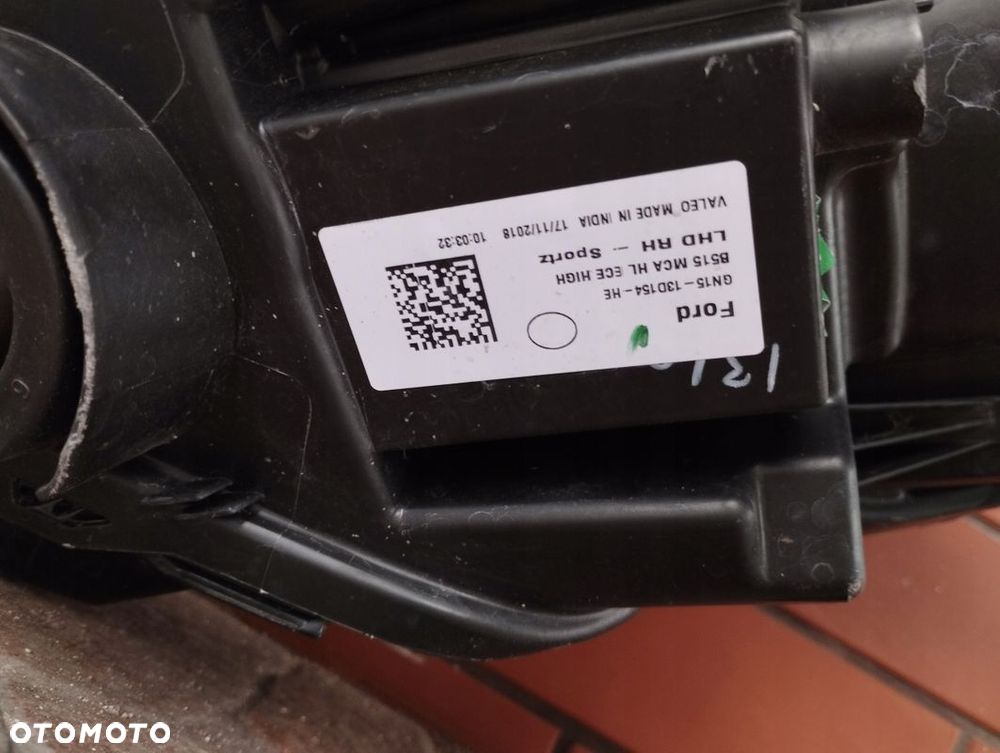 Ford
GN15-13D154-HE
B515 MCA HL ECE HIGH
LHD RH -- Sportz
VALEO MADE IN INDIA 17/11/2018 10:03:32
OTOMOTO